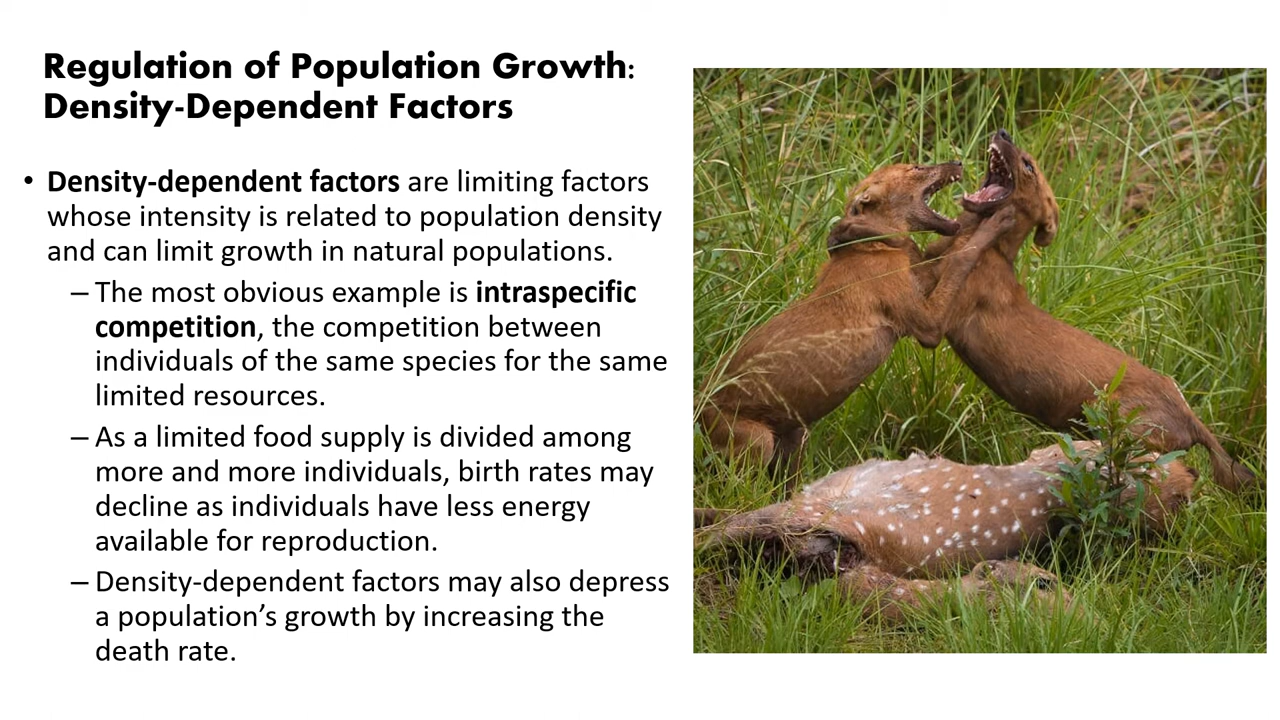 Regulation of Population Growth:
Density-Dependent Factors
• Density-dependent factors are limiting factors
whose intensity is related to population density
and can limit growth in natural populations.
– The most obvious example is intraspecific
competition, the competition between
individuals of the same species for the same
limited resources.
– As a limited food supply is divided among
more and more individuals, birth rates may
decline as individuals have less energy
available for reproduction.
– Density-dependent factors may also depress
a population’s growth by increasing the
death rate.